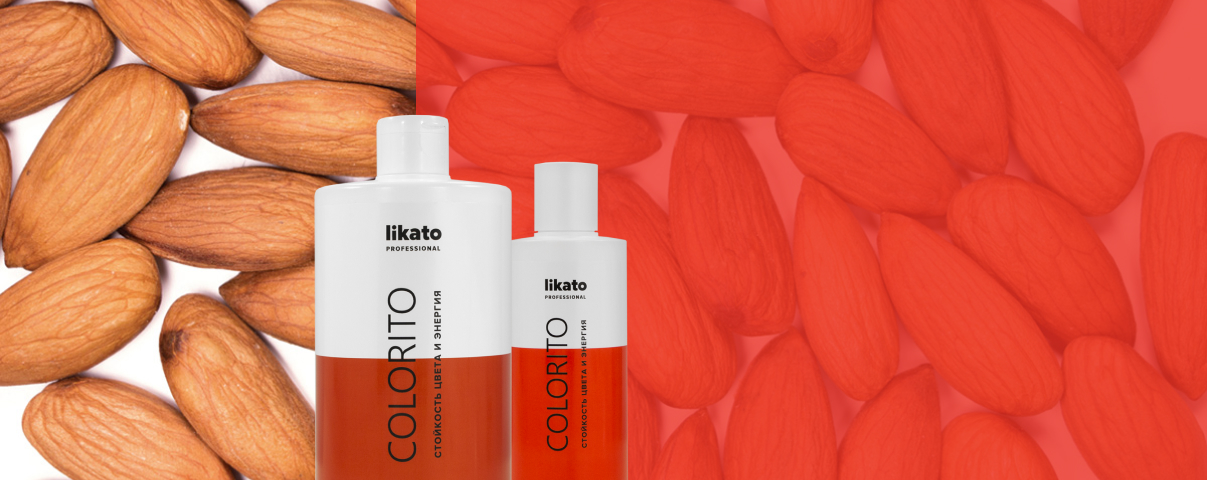 likato
PROFESSIONAL
COLORITO
СТОЙКОСТЬ ЦВЕТА И ЭНЕРГИЯ
likato
PROFESSIONAL
COLORITO
СТОЙКОСТЬ ЦВЕТА И ЭНЕРГИЯ